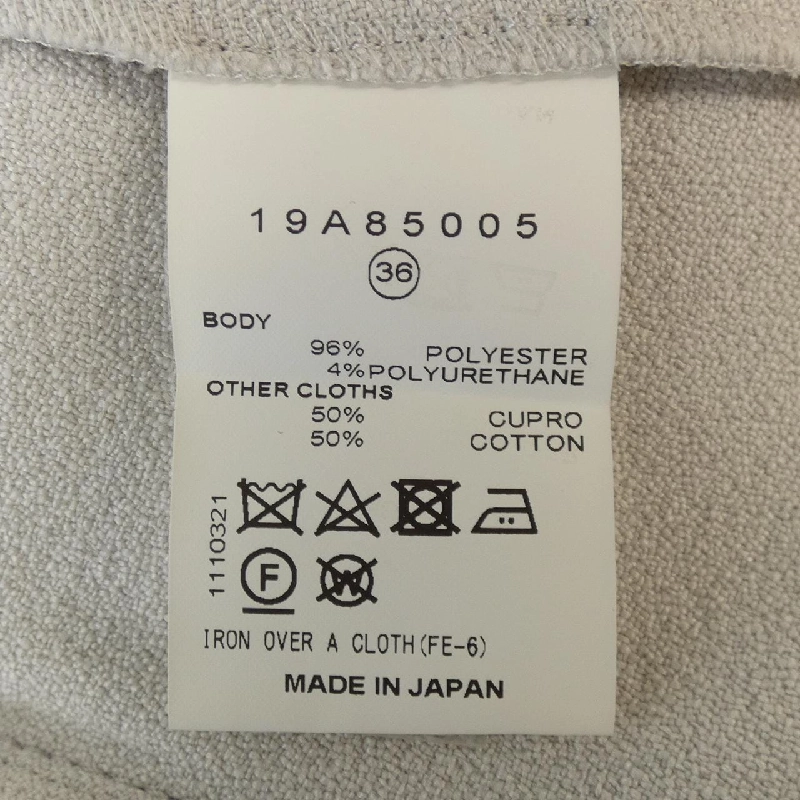 19A85005
36
BODY
96% POLYESTER
4% POLYURETHANE
OTHER CLOTHS
50% CUPRO
50% COTTON
1110321
F W
IRON OVER A CLOTH(FE-6)
MADE IN JAPAN